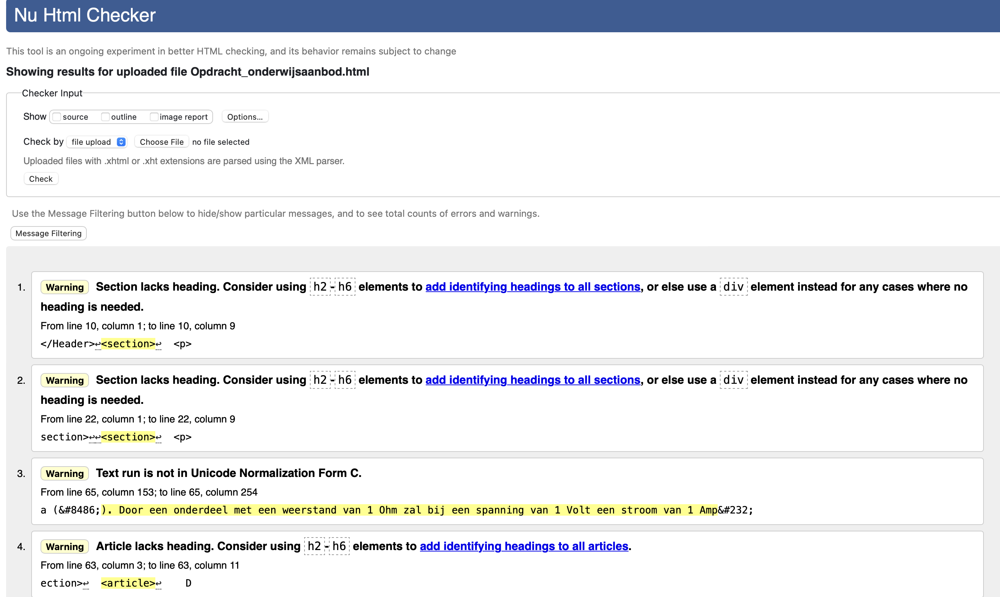 Nu Html Checker
This tool is an ongoing experiment in better HTML checking, and its behavior remains subject to change
Showing results for uploaded file Opdracht_onderwijsaanbod.html
Checker Input
Show source outline image report Options...
Check by file upload Choose File no file selected
Uploaded files with .xhtml or .xht extensions are parsed using the XML parser.
Check
Use the Message Filtering button below to hide/show particular messages, and to see total counts of errors and warnings.
Message Filtering
1. Warning Section lacks heading. Consider using h2-h6 elements to add identifying headings to all sections, or else use a div element instead for any cases where no
heading is needed.
From line 10, column 1; to line 10, column 9
</Header>↩<section>↩  <p>
2. Warning Section lacks heading. Consider using h2-h6 elements to add identifying headings to all sections, or else use a div element instead for any cases where no
heading is needed.
From line 22, column 1; to line 22, column 9
section>↩↩<section>↩  <p>
3. Warning Text run is not in Unicode Normalization Form C.
From line 65, column 153; to line 65, column 254
a (&#8486;). Door een onderdeel met een weerstand van 1 Ohm zal bij een spanning van 1 Volt een stroom van 1 Amp&#232;
4. Warning Article lacks heading. Consider using h2-h6 elements to add identifying headings to all articles.
From line 63, column 3; to line 63, column 11
ection>↩  <article>↩    D